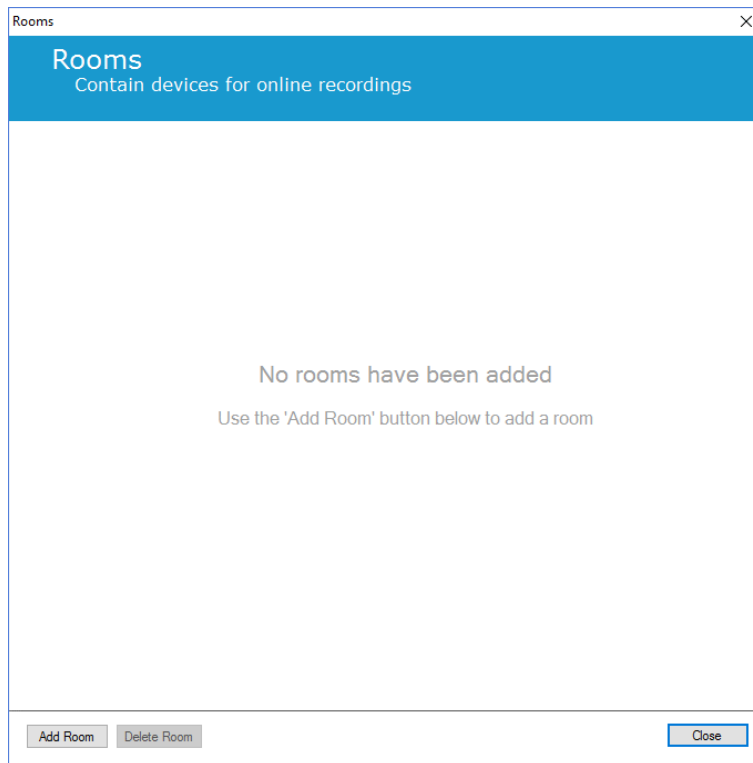 Rooms
Rooms
Contain devices for online recordings
No rooms have been added
Use the 'Add Room' button below to add a room
Add Room Delete Room Close